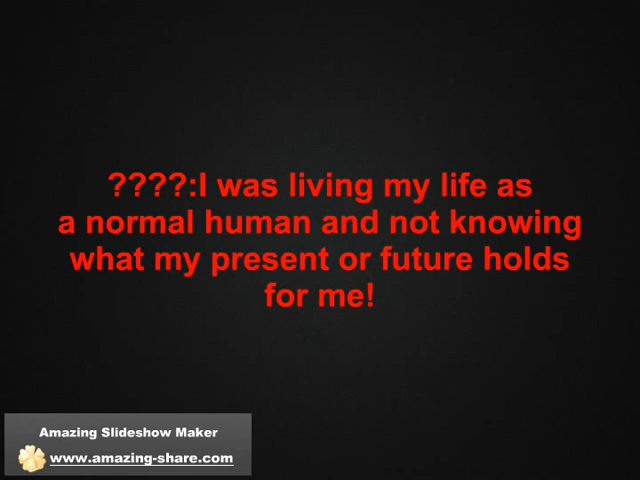 ????:I was living my life as
a normal human and not knowing
what my present or future holds
for me!
Amazing Slideshow Maker
www.amazing-share.com